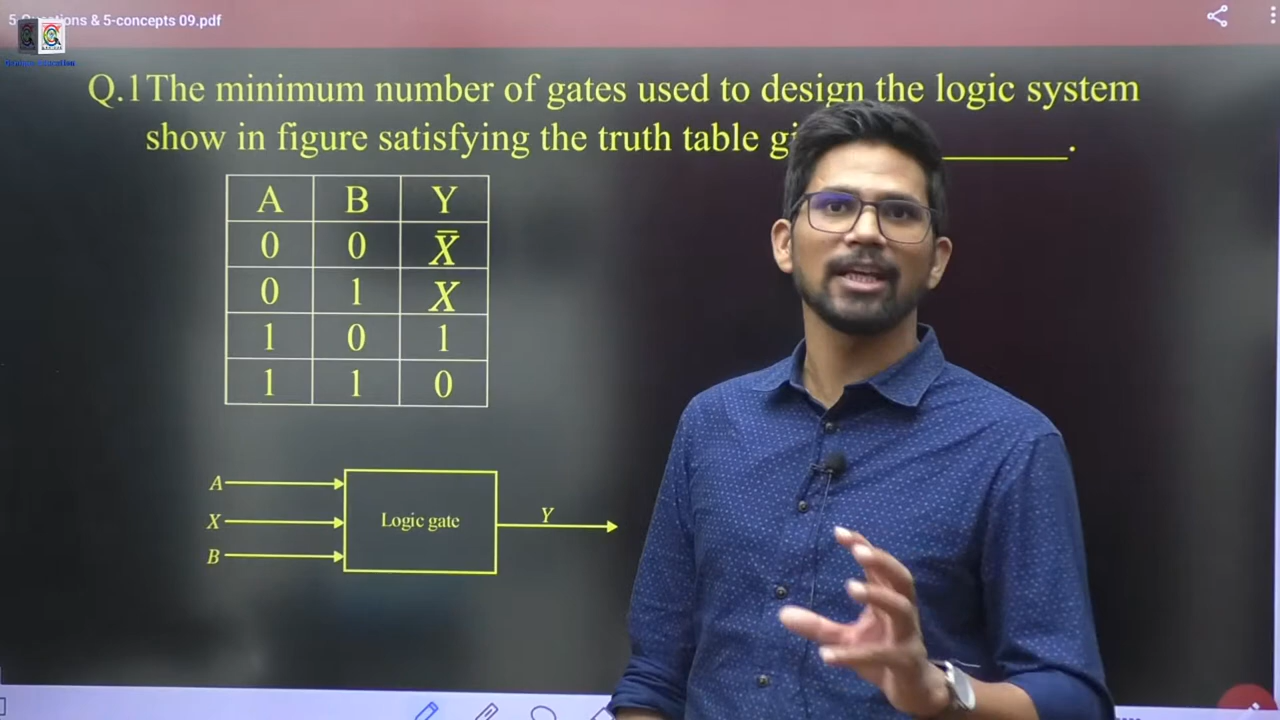 5-Questions & 5-concepts 09.pdf
Q.1 The minimum number of gates used to design the logic system
show in figure satisfying the truth table
______.
A B Y
0 0 X̅
0 1 X
1 0 1
1 1 0
A
X
B
Logic gate
Y